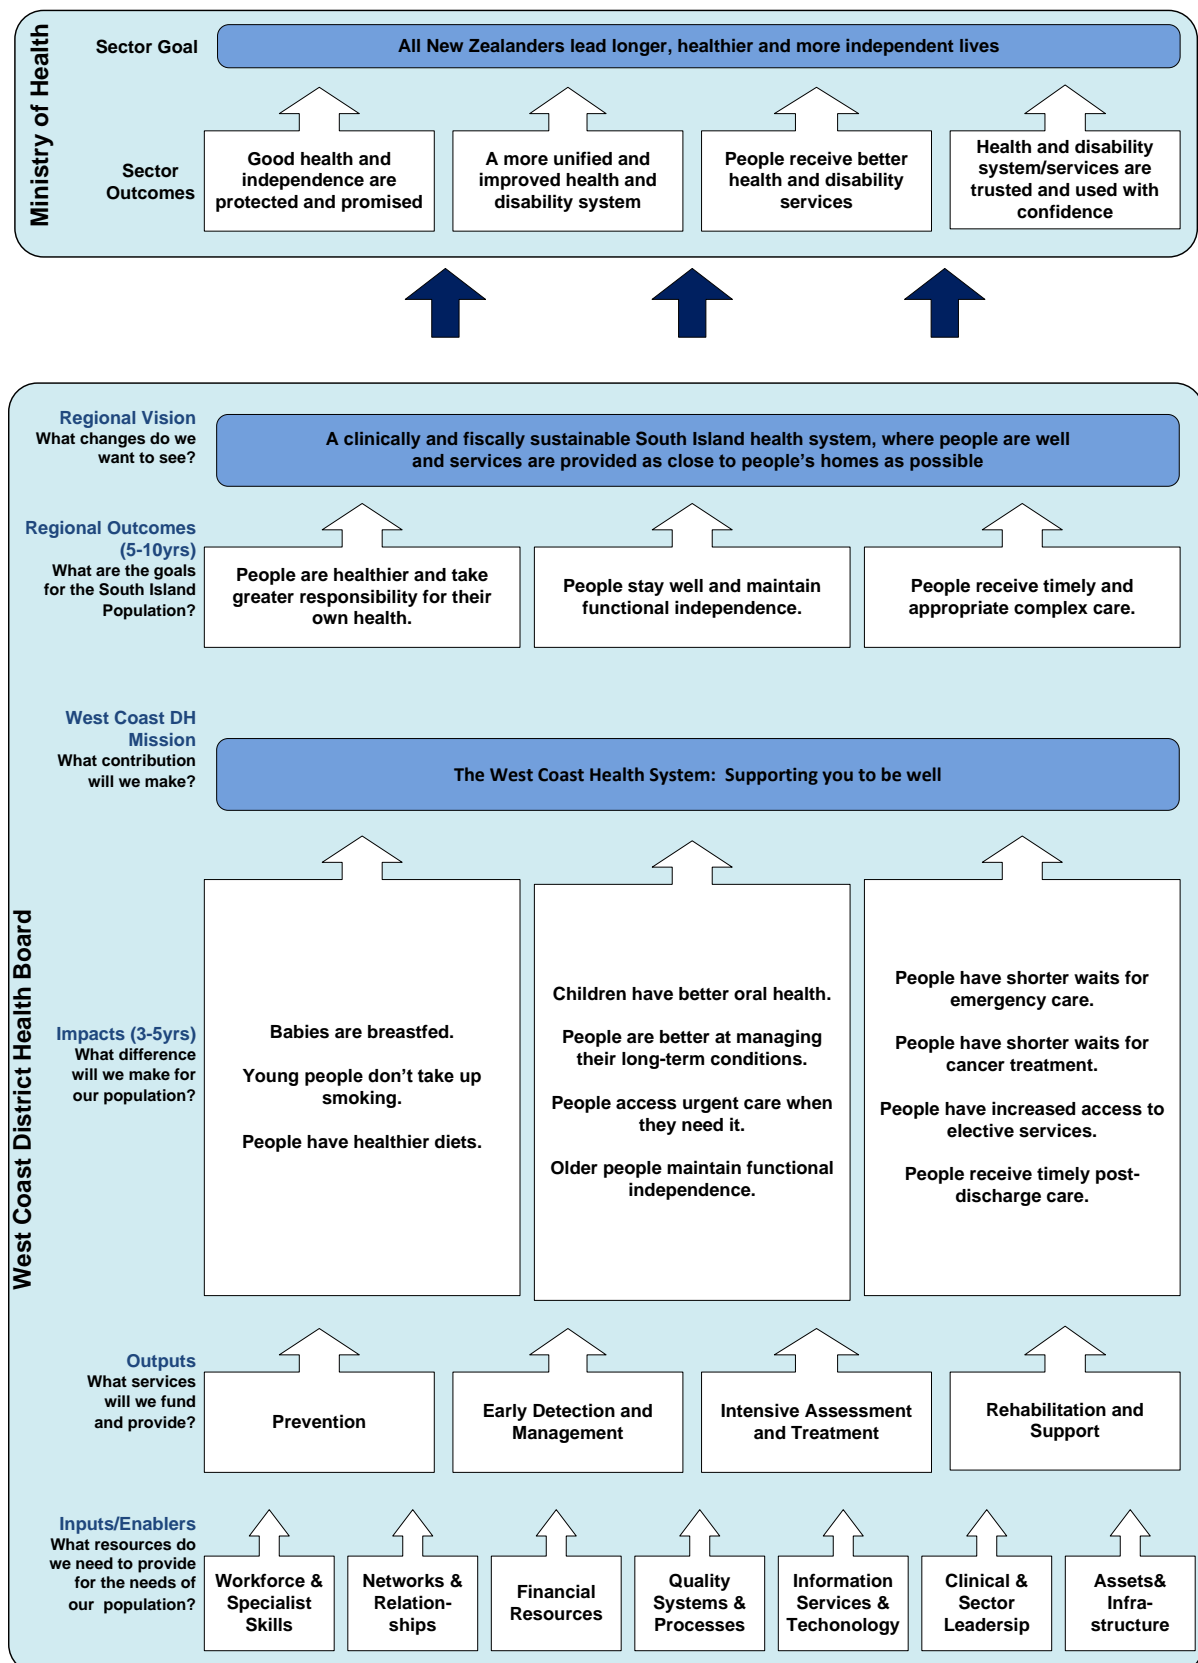 Ministry of Health
Sector Goal
All New Zealanders lead longer, healthier and more independent lives
Sector
Outcomes
Good health and
independence are
protected and promised
A more unified and
improved health and
disability system
People receive better
health and disability
services
Health and disability
system/services are
trusted and used with
confidence
West Coast District Health Board
Regional Vision
What changes do we
want to see?
A clinically and fiscally sustainable South Island health system, where people are well
and services are provided as close to people's homes as possible
Regional Outcomes
(5-10yrs)
What are the goals
for the South Island
Population?
People are healthier and take
greater responsibility for their
own health.
People stay well and maintain
functional independence.
People receive timely and
appropriate complex care.
West Coast DH
Mission
What contribution
will we make?
The West Coast Health System:  Supporting you to be well
Impacts (3-5yrs)
What difference
will we make for
our population?
Babies are breastfed.
Young people don't take up
smoking.
People have healthier diets.
Children have better oral health.
People are better at managing
their long-term conditions.
People access urgent care when
they need it.
Older people maintain functional
independence.
People have shorter waits for
emergency care.
People have shorter waits for
cancer treatment.
People have increased access to
elective services.
People receive timely post-
discharge care.
Outputs
What services
will we fund
and provide?
Prevention
Early Detection and
Management
Intensive Assessment
and Treatment
Rehabilitation and
Support
Inputs/Enablers
What resources do
we need to provide
for the needs of
our population?
Workforce &
Specialist
Skills
Networks &
Relation-
ships
Financial
Resources
Quality
Systems &
Processes
Information
Services &
Techonology
Clinical &
Sector
Leadersip
Assets&
Infra-
structure